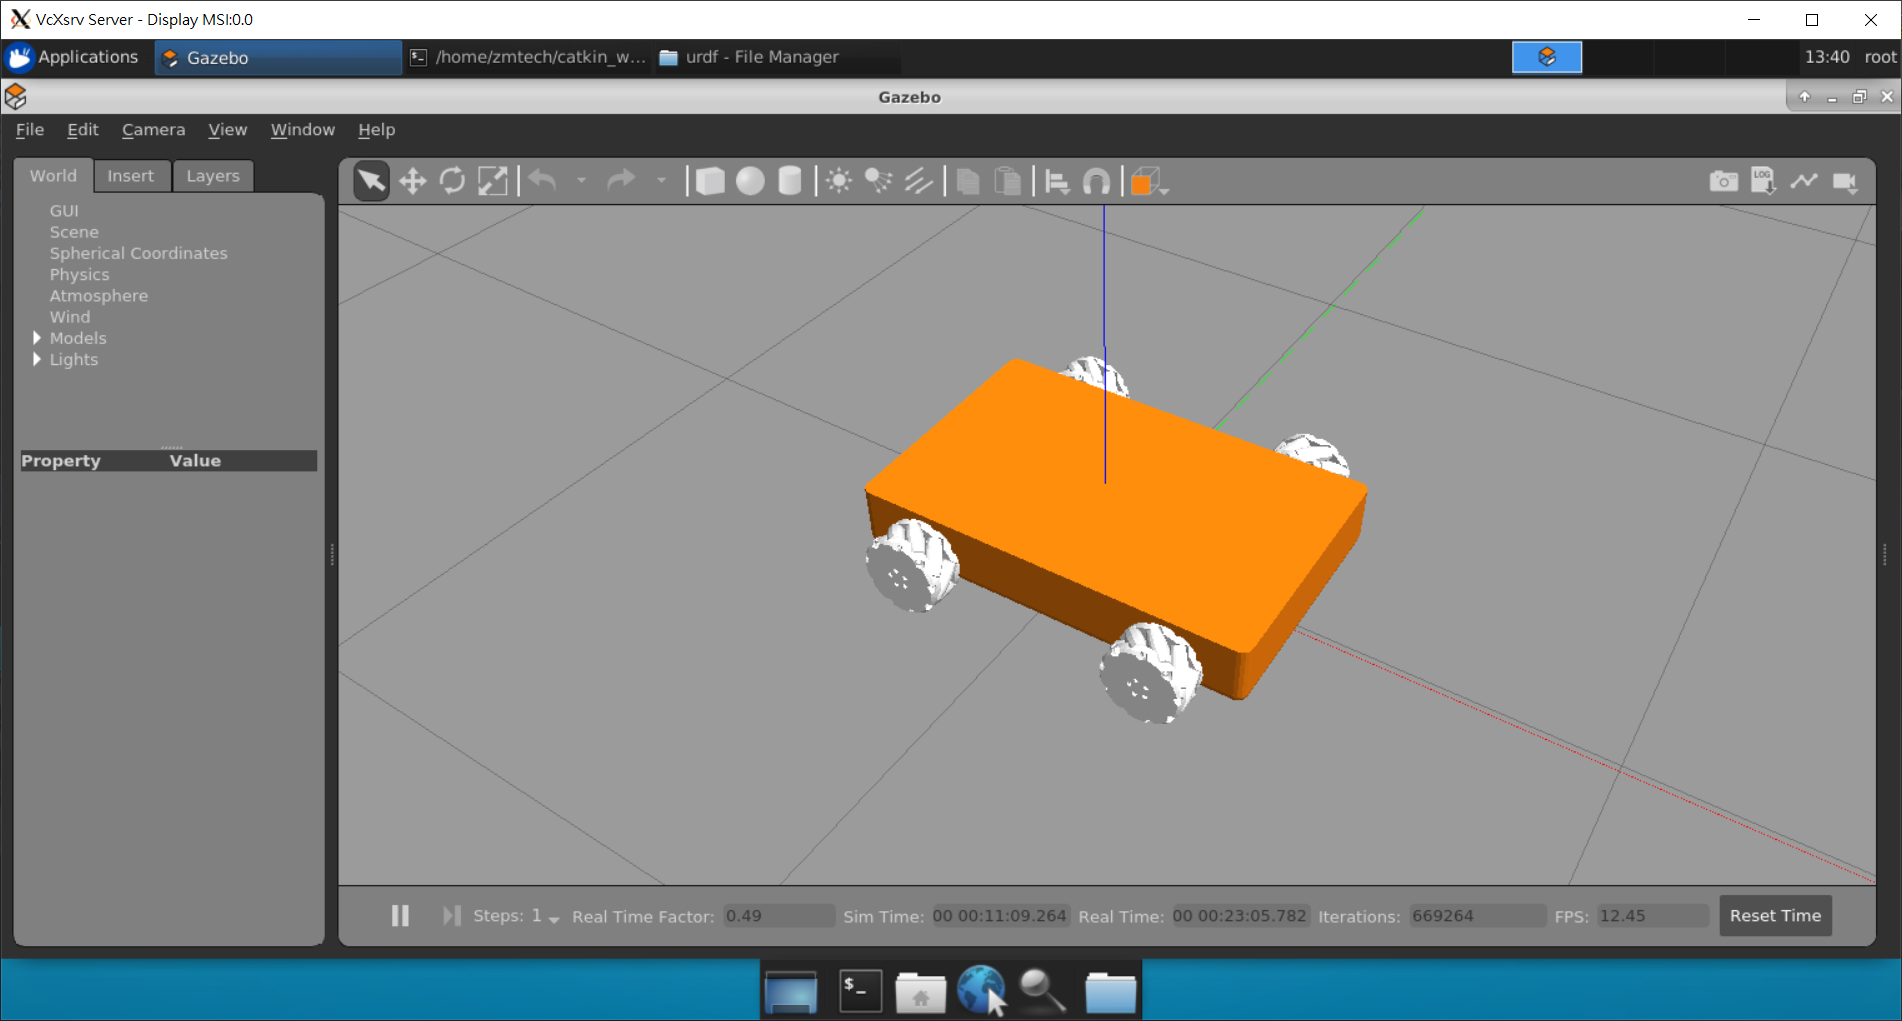 VcXsrv Server - Display MSI:0.0
Applications
Gazebo
/home/zmtech/catkin_w...
urdf - File Manager
13:40
root
Gazebo
File Edit Camera View Window Help
World Insert Layers
LOG
GUI
Scene
Spherical Coordinates
Physics
Atmosphere
Wind
Models
Lights
Property Value
Steps: 1 Real Time Factor: 0.49 Sim Time: 00 00:11:09.264 Real Time: 00 00:23:05.782 Iterations: 669264 FPS: 12.45 Reset Time
$_